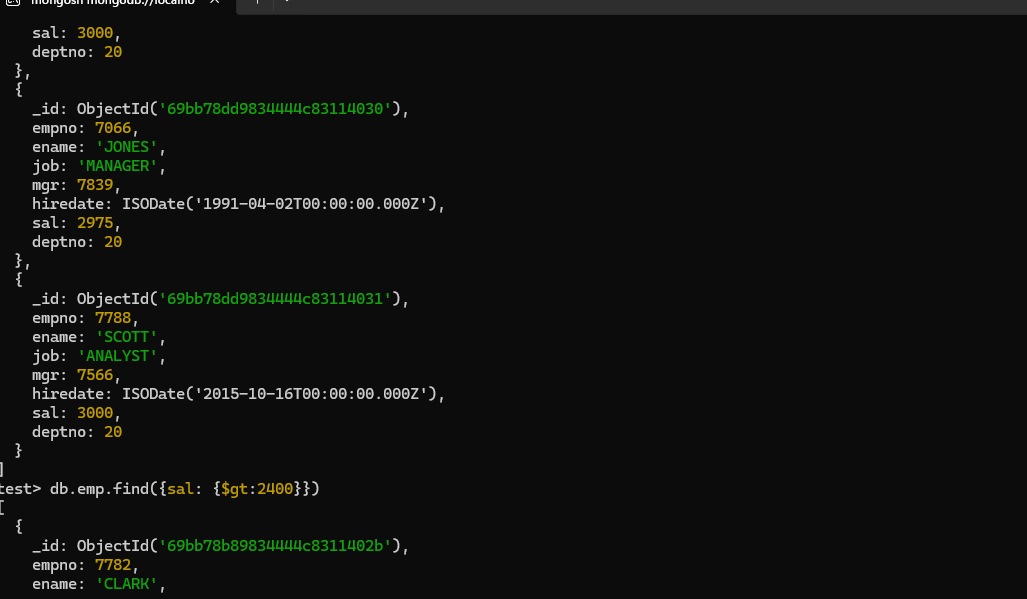 mongosh mongodb://localho
sal: 3000,
deptno: 20
},
{
_id: ObjectId('69bb78dd9834444c83114030'),
empno: 7066,
ename: 'JONES',
job: 'MANAGER',
mgr: 7839,
hiredate: ISODate('1991-04-02T00:00:00.000Z'),
sal: 2975,
deptno: 20
},
{
_id: ObjectId('69bb78dd9834444c83114031'),
empno: 7788,
ename: 'SCOTT',
job: 'ANALYST',
mgr: 7566,
hiredate: ISODate('2015-10-16T00:00:00.000Z'),
sal: 3000,
deptno: 20
}
]
test> db.emp.find({sal: {$gt:2400}})
[
{
_id: ObjectId('69bb78b89834444c8311402b'),
empno: 7782,
ename: 'CLARK',